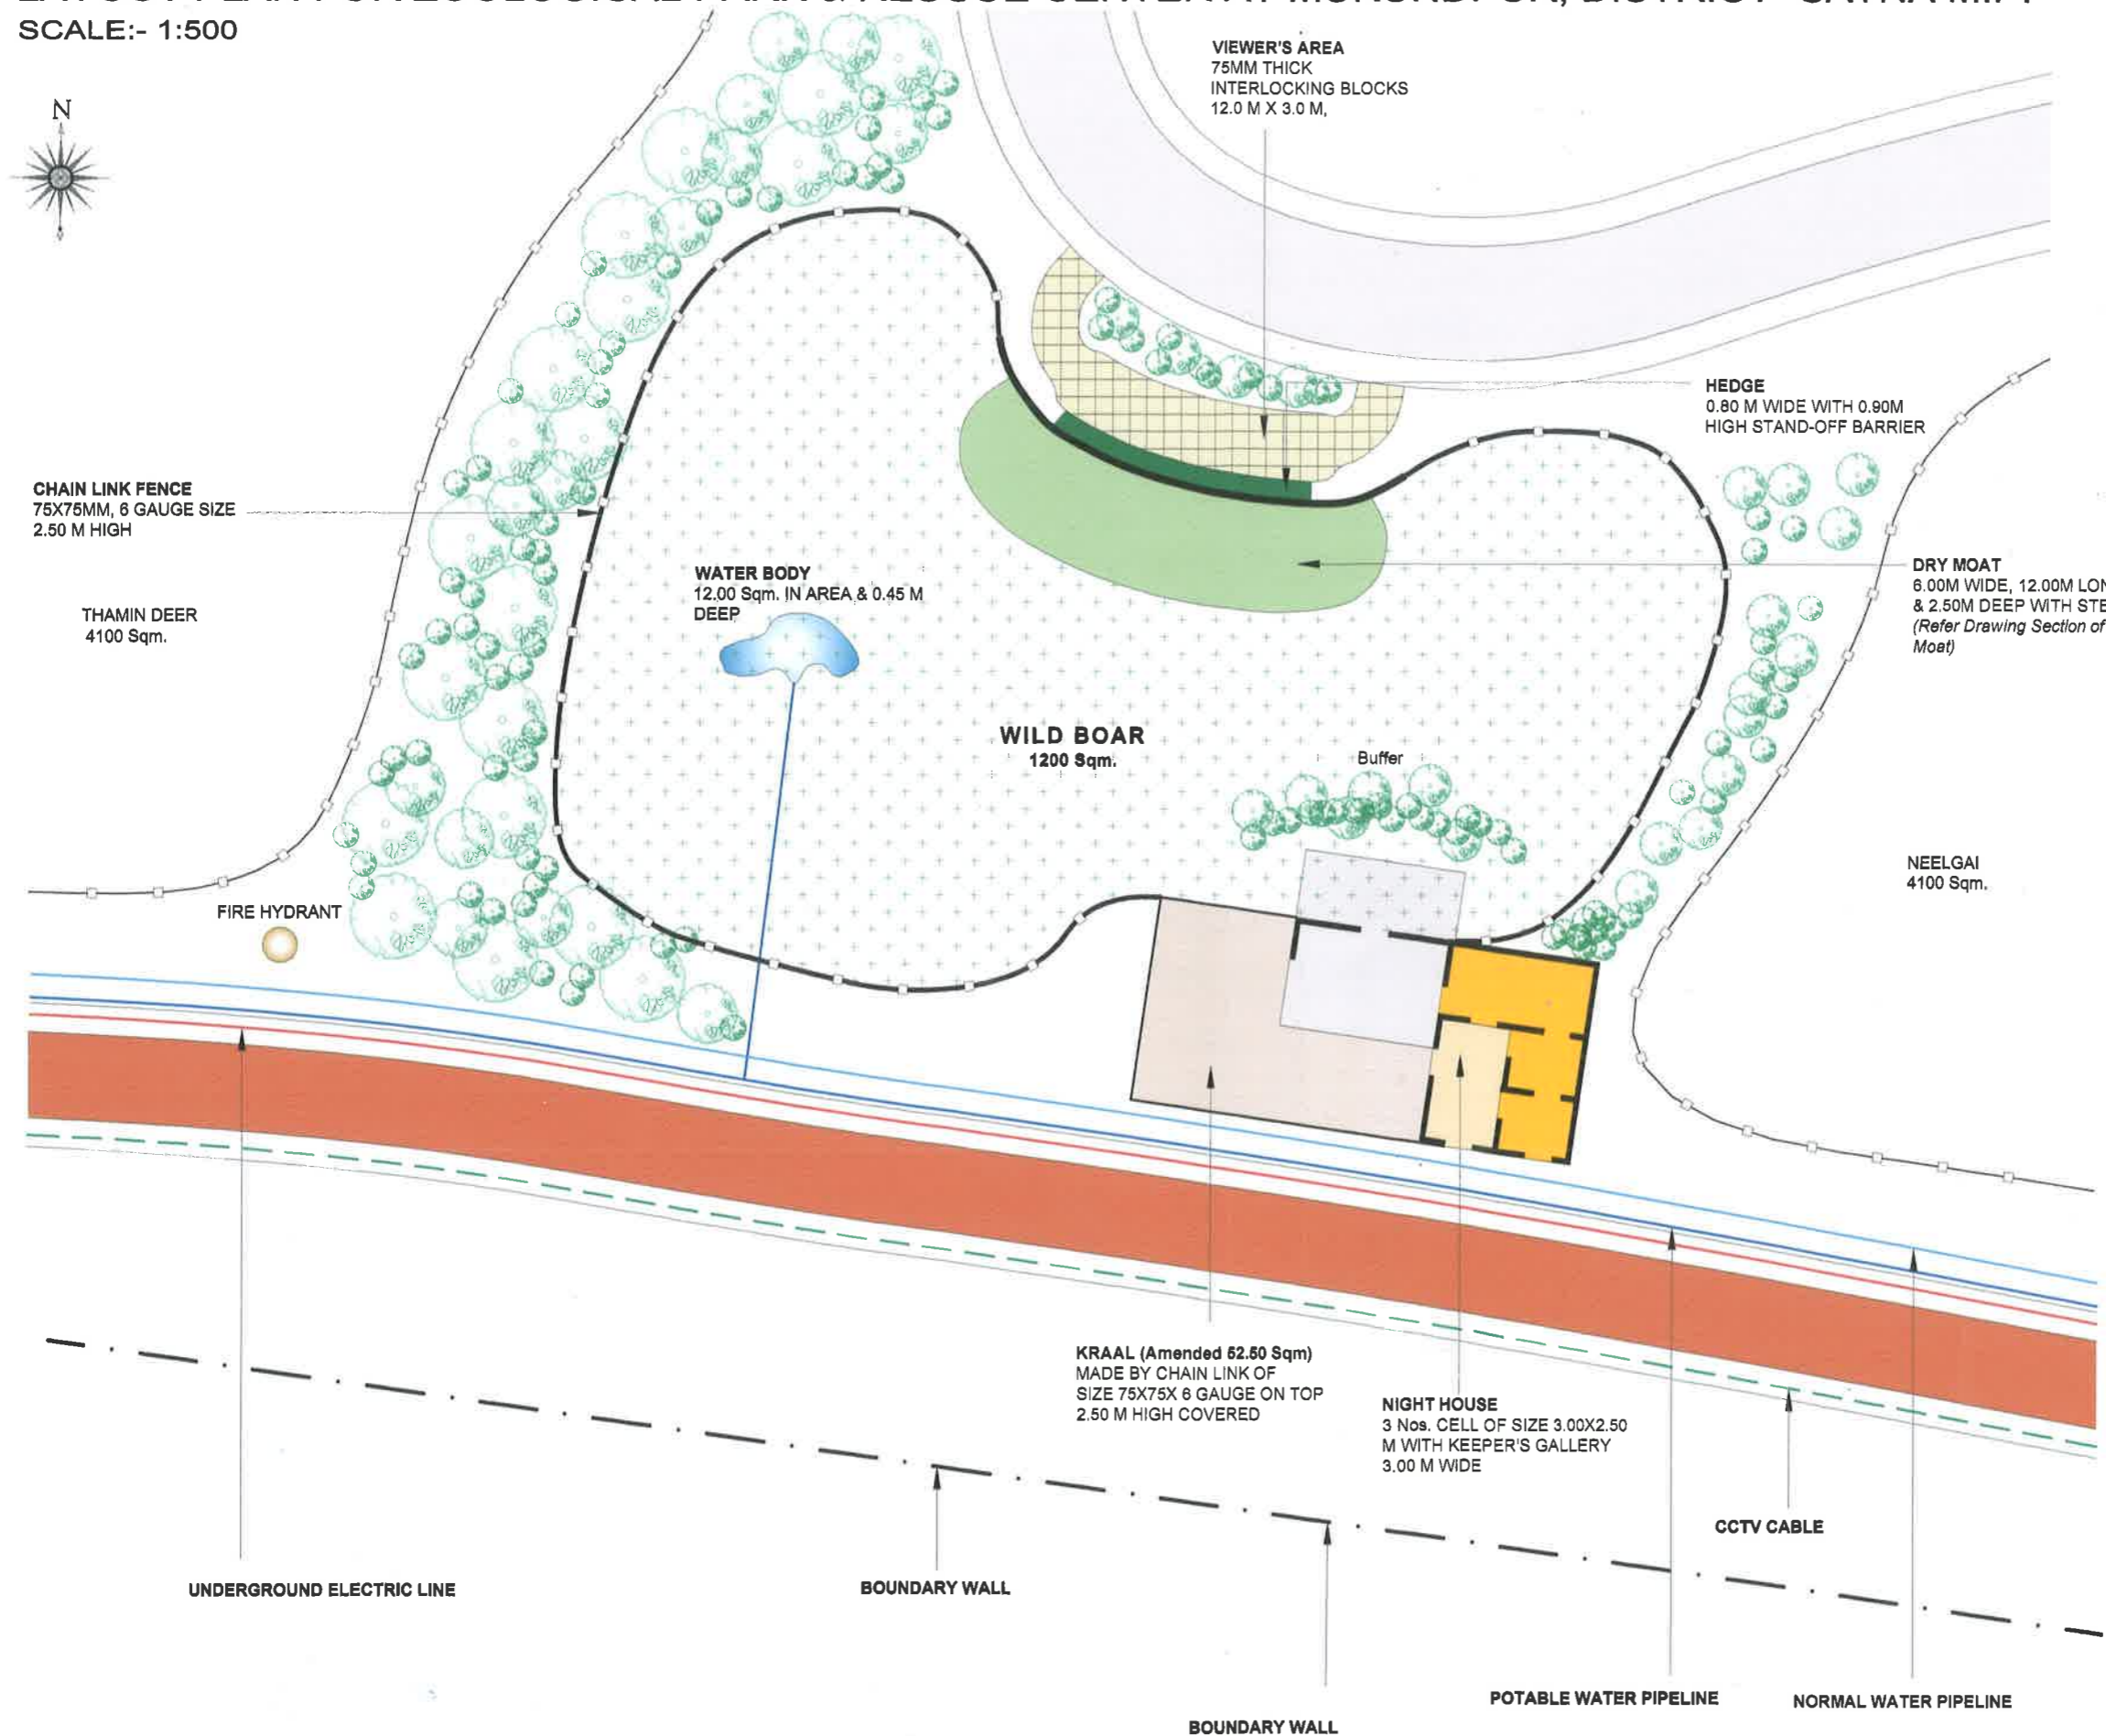 SCALE:- 1:500
N
VIEWER'S AREA
75MM THICK
INTERLOCKING BLOCKS
12.0 M X 3.0 M,
HEDGE
0.80 M WIDE WITH 0.90M
HIGH STAND-OFF BARRIER
CHAIN LINK FENCE
75X75MM, 6 GAUGE SIZE
2.50 M HIGH
WATER BODY
12.00 Sqm. IN AREA & 0.45 M
DEEP
DRY MOAT
6.00M WIDE, 12.00M
& 2.50M DEEP WITH
(Refer Drawing Section of
Moat)
THAMIN DEER
4100 Sqm.
WILD BOAR
1200 Sqm.
Buffer
NEELGAI
4100 Sqm.
FIRE HYDRANT
KRAAL (Amended 52.50 Sqm)
MADE BY CHAIN LINK OF
SIZE 75X75X 6 GAUGE ON TOP
2.50 M HIGH COVERED
NIGHT HOUSE
3 Nos. CELL OF SIZE 3.00X2.50
M WITH KEEPER'S GALLERY
3.00 M WIDE
CCTV CABLE
UNDERGROUND ELECTRIC LINE
BOUNDARY WALL
POTABLE WATER PIPELINE
NORMAL WATER PIPELINE
BOUNDARY WALL